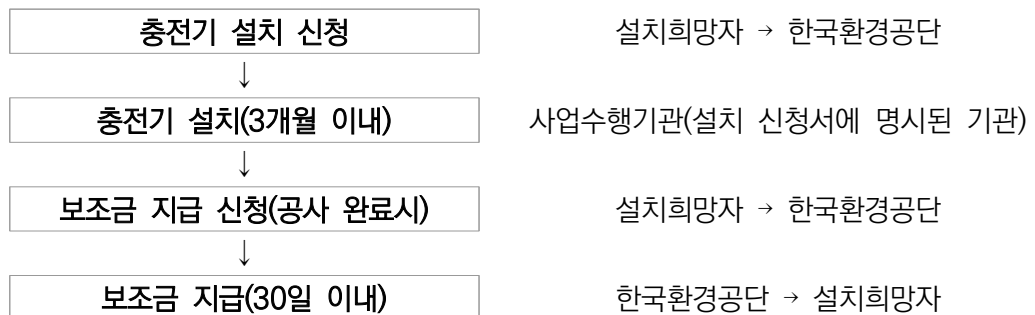 충전기 설치 신청 설치희망자 → 한국환경공단
↓
충전기 설치(3개월 이내) 사업수행기관(설치 신청서에 명시된 기관)
↓
보조금 지급 신청(공사 완료시) 설치희망자 → 한국환경공단
↓
보조금 지급(30일 이내) 한국환경공단 → 설치희망자